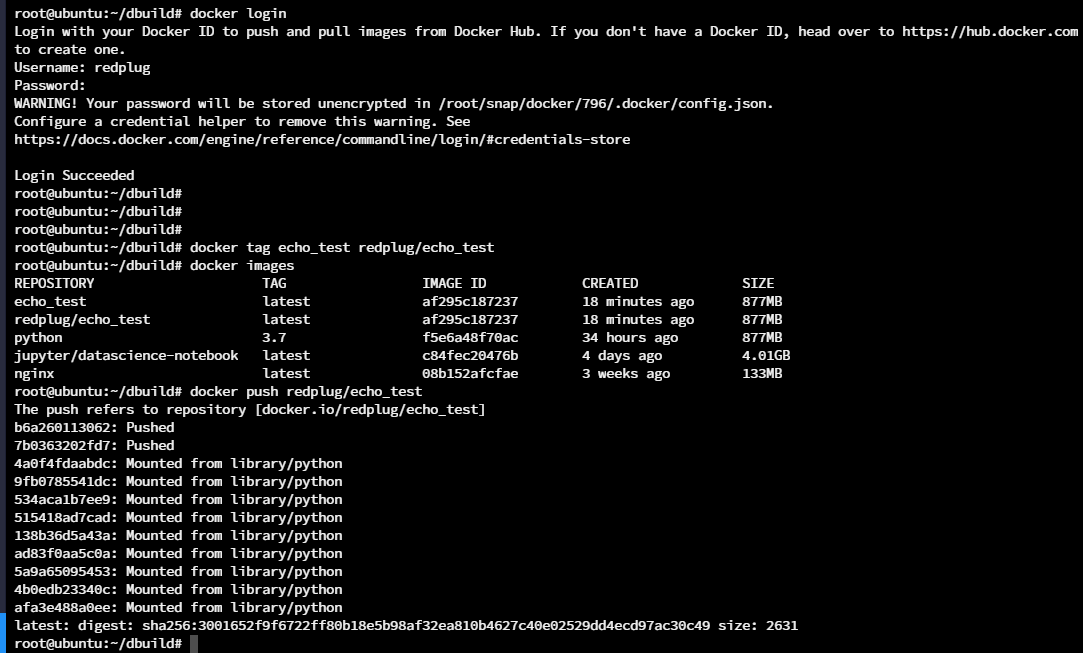 root@ubuntu:~/dbuild# docker login
Login with your Docker ID to push and pull images from Docker Hub. If you don't have a Docker ID, head over to https://hub.docker.com
to create one.
Username: redplug
Password:
WARNING! Your password will be stored unencrypted in /root/snap/docker/796/.docker/config.json.
Configure a credential helper to remove this warning. See
https://docs.docker.com/engine/reference/commandline/login/#credentials-store
Login Succeeded
root@ubuntu:~/dbuild#
root@ubuntu:~/dbuild#
root@ubuntu:~/dbuild#
root@ubuntu:~/dbuild# docker tag echo_test redplug/echo_test
root@ubuntu:~/dbuild# docker images
REPOSITORY TAG IMAGE ID CREATED SIZE
echo_test latest af295c187237 18 minutes ago 877MB
redplug/echo_test latest af295c187237 18 minutes ago 877MB
python 3.7 f5e6a48f70ac 34 hours ago 877MB
jupyter/datascience-notebook latest c84fec20476b 4 days ago 4.01GB
nginx latest 08b152afcfae 3 weeks ago 133MB
root@ubuntu:~/dbuild# docker push redplug/echo_test
The push refers to repository [docker.io/redplug/echo_test]
b6a260113062: Pushed
7b0363202fd7: Pushed
4a0f4fdaabdc: Mounted from library/python
9fb0785541dc: Mounted from library/python
534aca1b7ee9: Mounted from library/python
515418ad7cad: Mounted from library/python
138b36d5a43a: Mounted from library/python
ad83f0aa5c0a: Mounted from library/python
5a9a65095453: Mounted from library/python
4b0edb23340c: Mounted from library/python
afa3e488a0ee: Mounted from library/python
latest: digest: sha256:3001652f9f6722ff80b18e5b98af32ea810b4627c40e02529dd4ecd97ac30c49 size: 2631
root@ubuntu:~/dbuild#